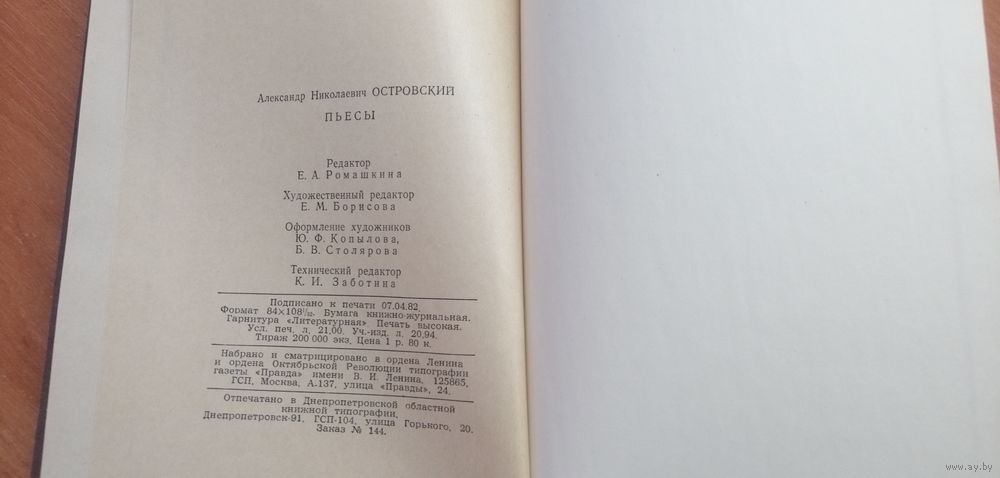 Александр Николаевич ОСТРОВСКИЙ
ПЬЕСЫ
Редактор
Е. А. Ромашкина
Художественный редактор
Е. М. Борисова
Оформление художников
Ю. Ф. Копылова,
Б. В. Столярова
Технический редактор
К. И. Заботина
Подписано к печати 07.04.82.
Формат 84×108¹/₃₂. Бумага книжно-журнальная.
Гарнитура «Литературная» Печать высокая.
Усл. печ. л. 21,00. Уч.-изд. л. 20,94.
Тираж 200 000 экз. Цена 1 р. 80 к.
Набрано и сматрицировано в ордена Ленина
и ордена Октябрьской Революции типографии
газеты «Правда» имени В. И. Ленина, 125865,
ГСП, Москва, А-137, улица «Правды», 24.
Отпечатано в Днепропетровской областной
книжной типографии.
Днепропетровск-91, ГСП-104, улица Горького, 20.
Заказ № 144.
www.ay.by